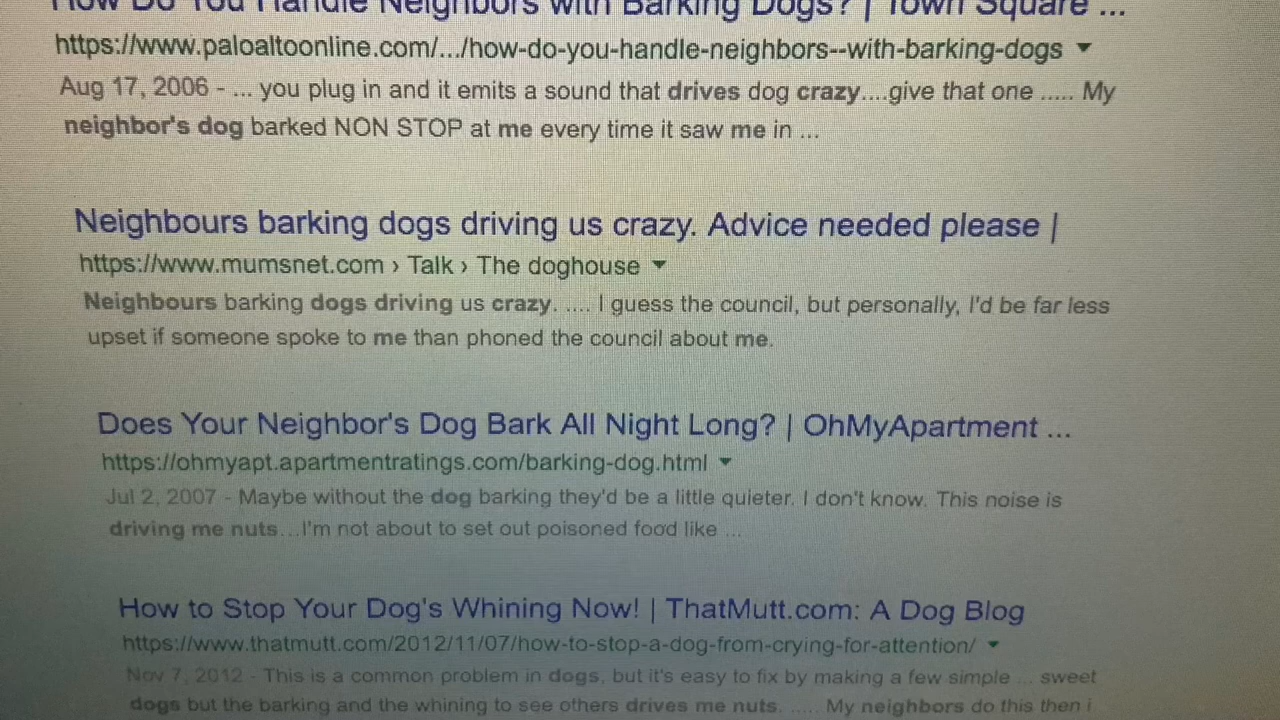 How Do You Handle Neighbors with Barking Dogs? | Town Square ...
https://www.paloaltoonline.com/.../how-do-you-handle-neighbors--with-barking-dogs
Aug 17, 2006 - ... you plug in and it emits a sound that drives dog crazy....give that one ..... My
neighbor's dog barked NON STOP at me every time it saw me in ...
Neighbours barking dogs driving us crazy. Advice needed please |
https://www.mumsnet.com › Talk › The doghouse
Neighbours barking dogs driving us crazy. .... I guess the council, but personally, I'd be far less
upset if someone spoke to me than phoned the council about me.
Does Your Neighbor's Dog Bark All Night Long? | OhMyApartment ...
https://ohmyapt.apartmentratings.com/barking-dog.html
Jul 2, 2007 - Maybe without the dog barking they'd be a little quieter. I don't know. This noise is
driving me nuts...I'm not about to set out poisoned food like ...
How to Stop Your Dog's Whining Now! | ThatMutt.com: A Dog Blog
https://www.thatmutt.com/2012/11/07/how-to-stop-a-dog-from-crying-for-attention/
Nov 7, 2012 - This is a common problem in dogs, but it's easy to fix by making a few simple ... sweet
dogs but the barking and the whining to see others drives me nuts. ..... My neighbors do this then i